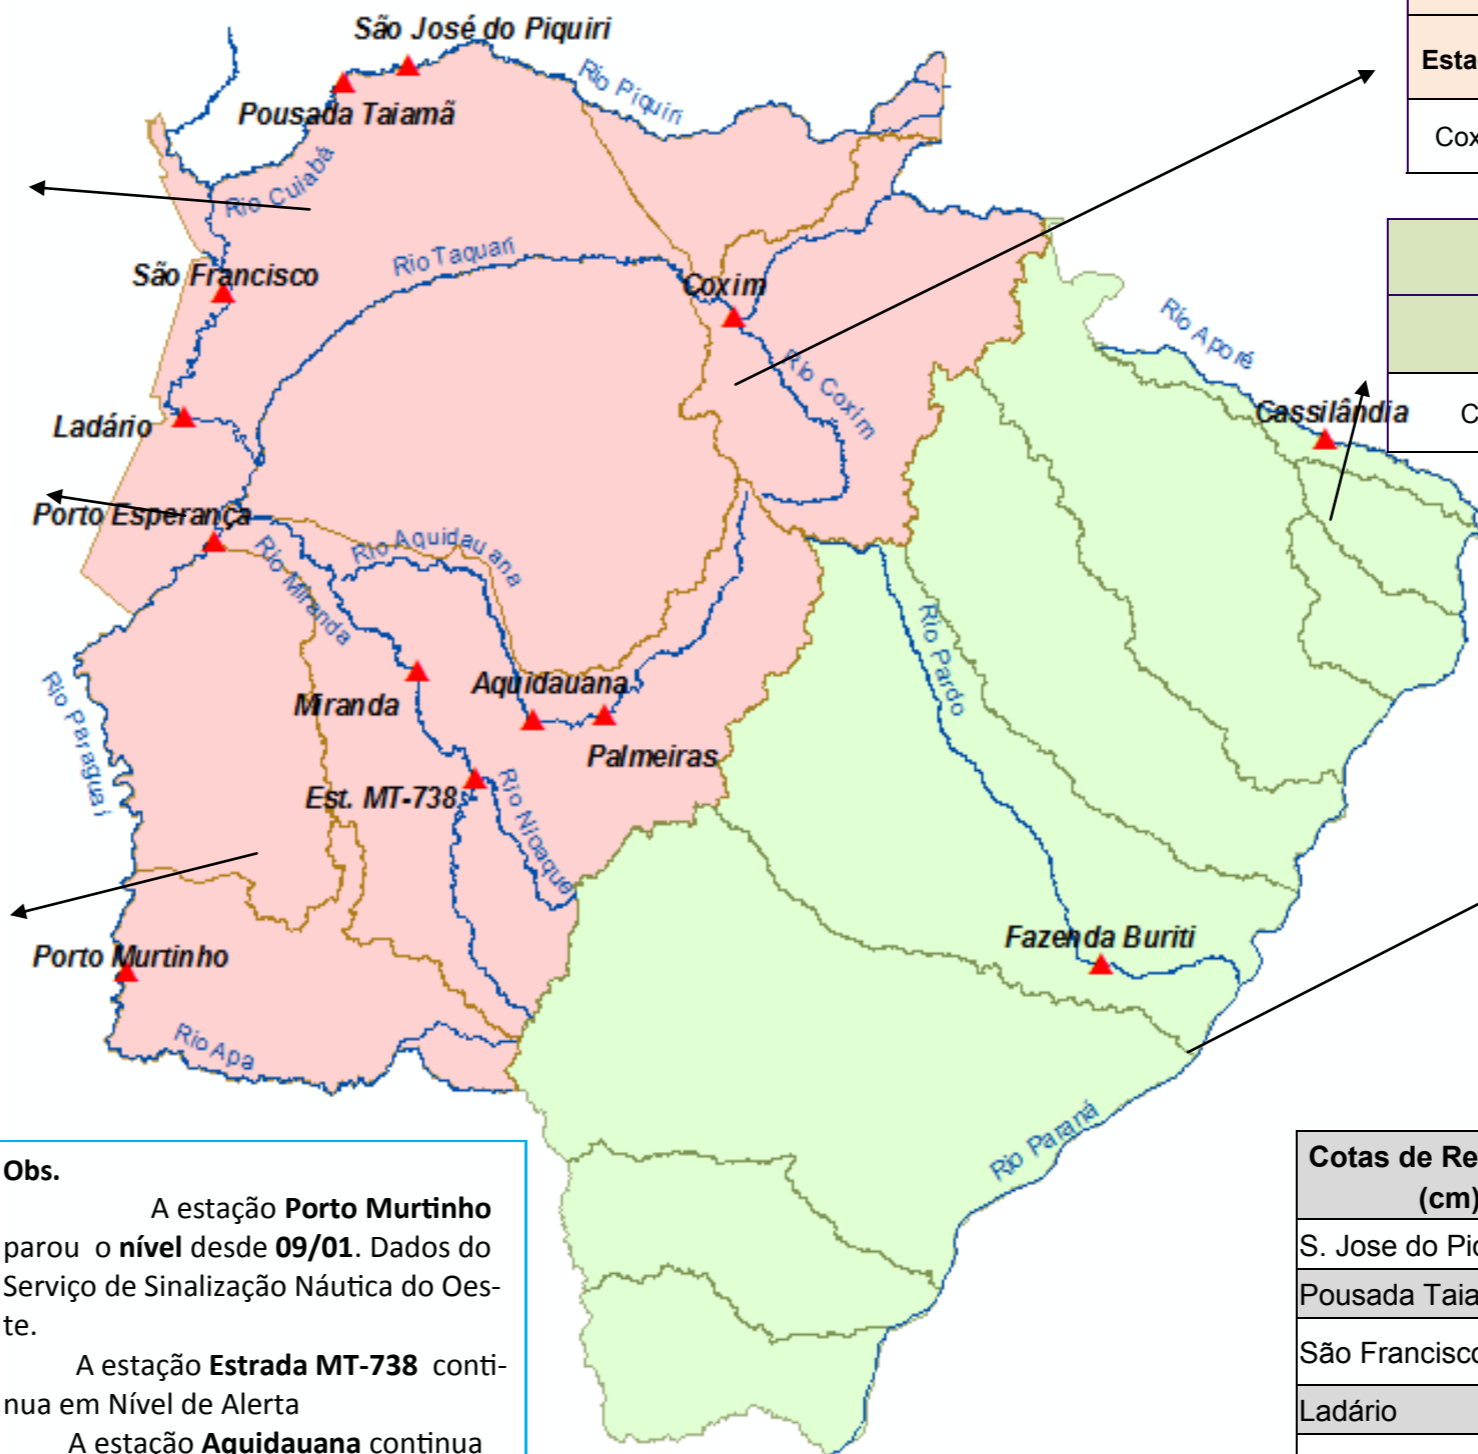 São José do Piquiri
Rio Piquiri
Pousada Taiamã
Rio Cuiabá
São Francisco
Rio Taquari
Coxim
Rio Coxim
Rio Aporé
Cassilândia
Ladário
Porto Esperança
Rio Miranda
Rio Aquidauana
Rio Pardo
Rio Paraguai
Miranda
Aquidauana
Palmeiras
Est. MT-738
Rio Nioaque
Porto Murtinho
Fazenda Buriti
Rio Apa
Rio Paraná
Esta
Cox
C
Obs.
A estação Porto Murtinho
parou o nível desde 09/01. Dados do
Serviço de Sinalização Náutica do Oes-
te.
A estação Estrada MT-738 conti-
nua em Nível de Alerta
A estação Aquidauana continua
Cotas de Re
(cm)
S. Jose do Pi
Pousada Taia
São Francisco
Ladário